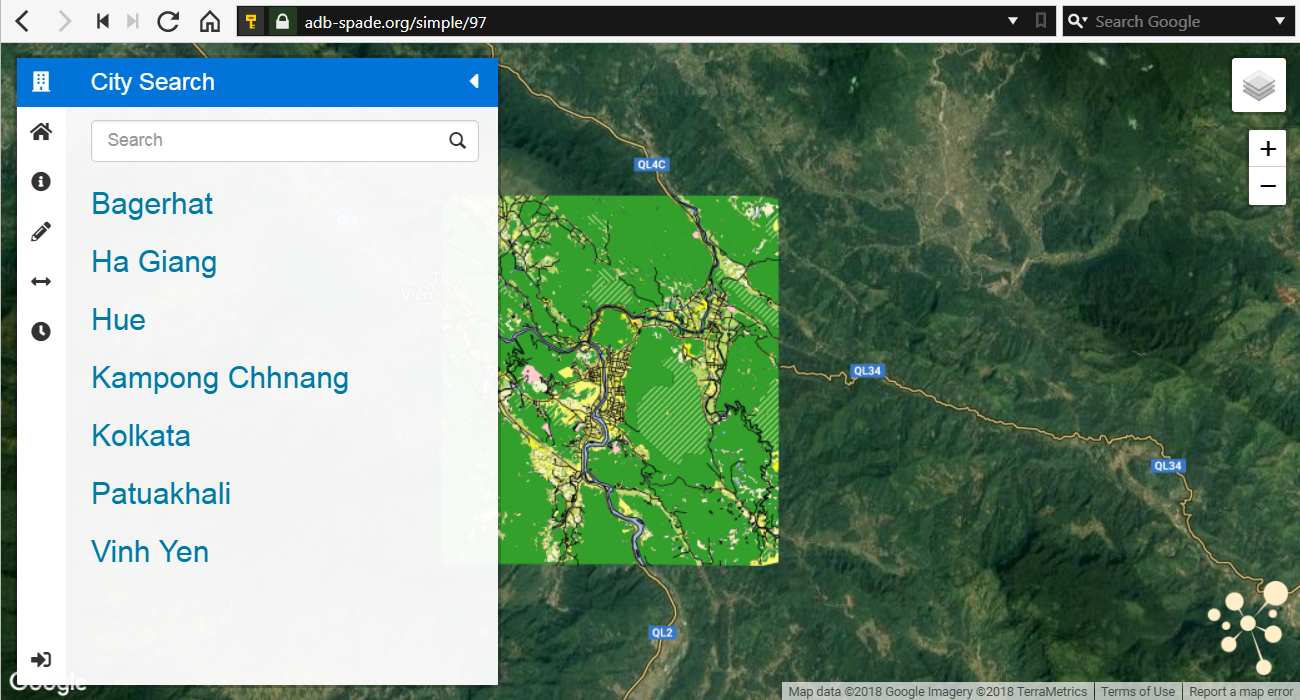 adb-spade.org/simple/97
Search Google
City Search
Search
Bagerhat
Ha Giang
Hue
Kampong Chhnang
Kolkata
Patuakhali
Vinh Yen
QL4C
QL34
QL34
QL2
+
−
Google
Map data ©2018 Google Imagery ©2018 TerraMetrics
Terms of Use
Report a map error